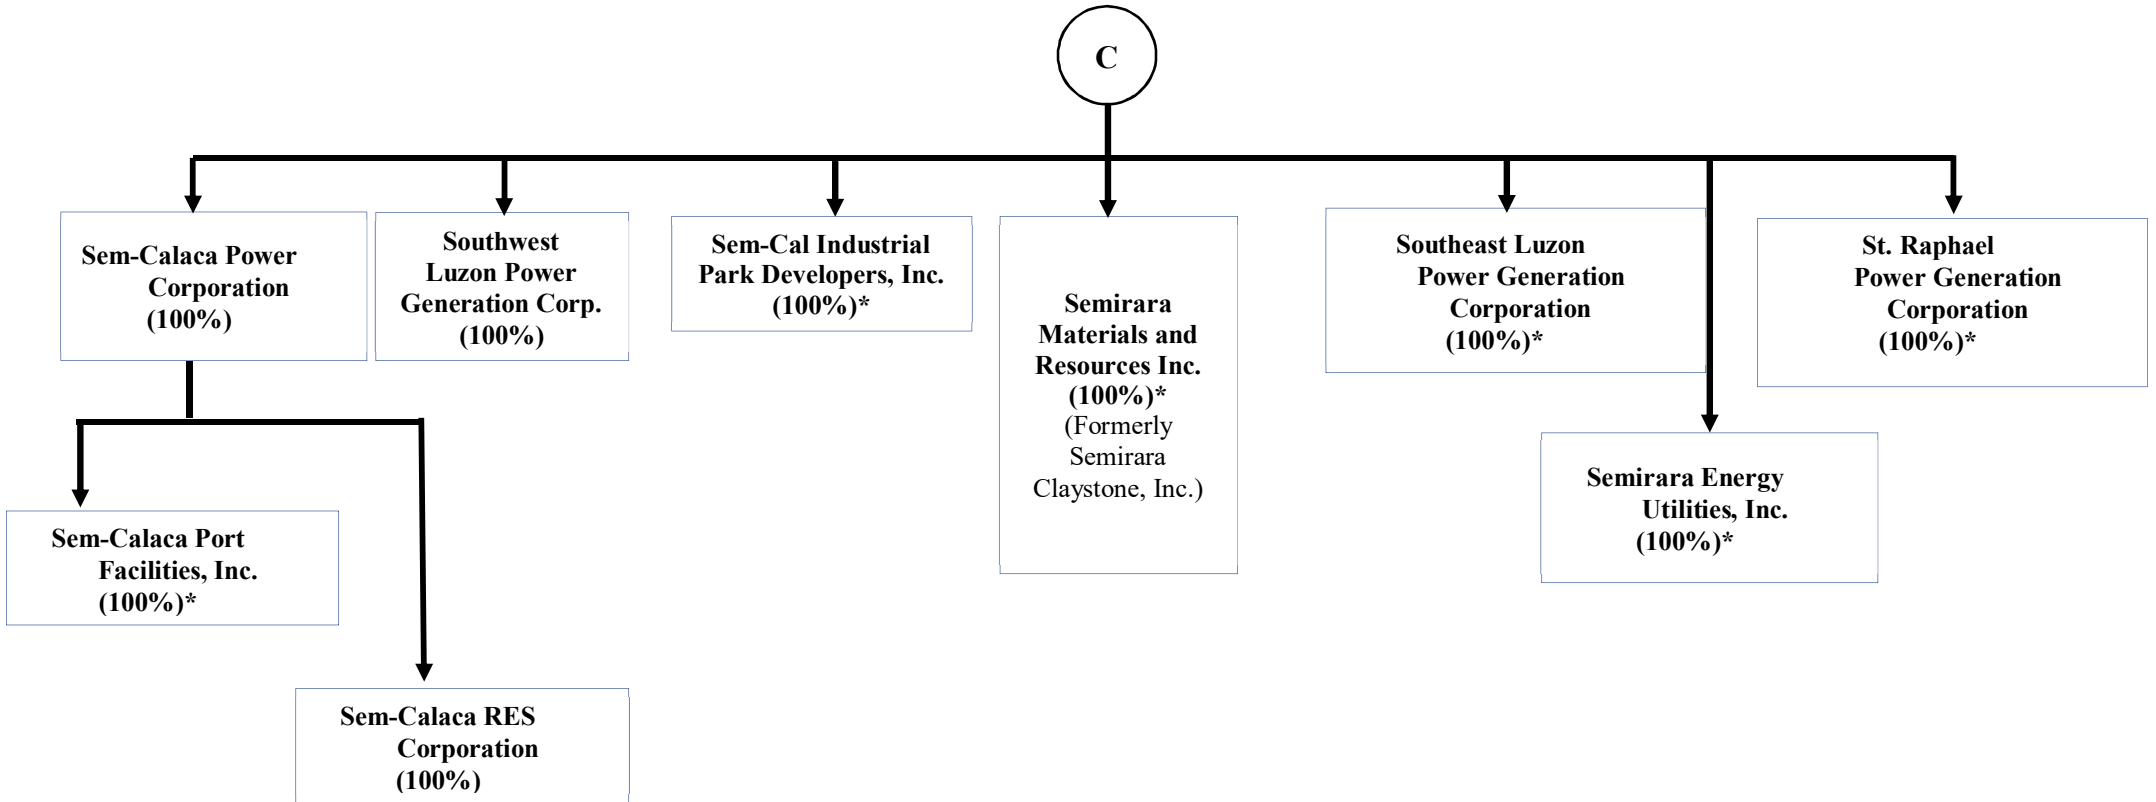 C
Sem-Calaca Power
Corporation
(100%)
Southwest
Luzon Power
Generation Corp.
(100%)
Sem-Cal Industrial
Park Developers, Inc.
(100%)*
Semirara
Materials and
Resources Inc.
(100%)*
(Formerly
Semirara
Claystone, Inc.)
Southeast Luzon
Power Generation
Corporation
(100%)*
St. Raphael
Power Generation
Corporation
(100%)*
Semirara Energy
Utilities, Inc.
(100%)*
Sem-Calaca Port
Facilities, Inc.
(100%)*
Sem-Calaca RES
Corporation
(100%)